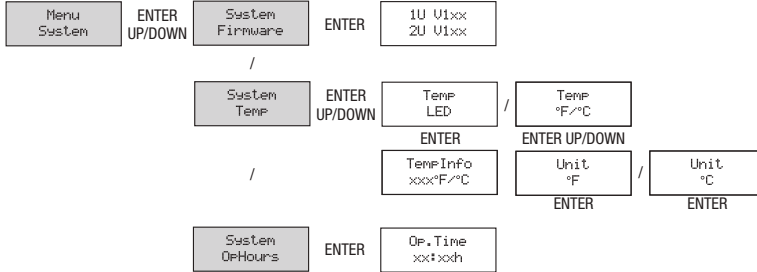 Menu System ENTER UP/DOWN System Firmware ENTER 1U V1xx 2U V1xx
/
System Temp ENTER UP/DOWN Temp LED / Temp °F/°C
ENTER ENTER UP/DOWN
/ TempInfo xxx°F/°C Unit °F / Unit °C
ENTER ENTER
System OpHours ENTER Op.Time xx:xxh